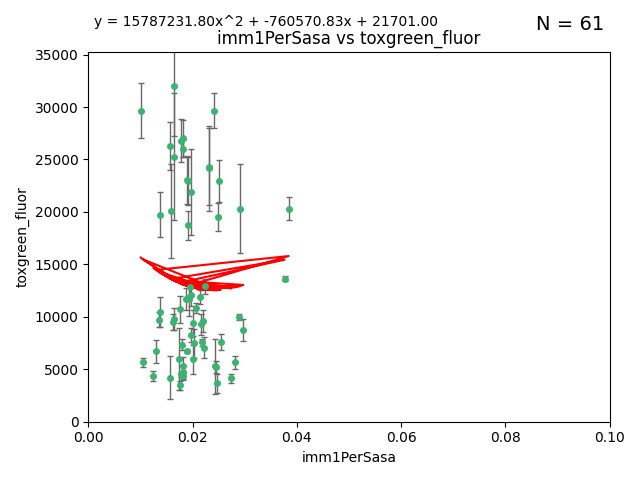 y = 15787231.80x^2 + -760570.83x + 21701.00
N = 61
imm1PerSasa vs toxgreen_fluor
35000
30000
25000
20000
15000
10000
5000
0
toxgreen_fluor
0.00
0.02
0.04
0.06
0.08
0.10
imm1PerSasa